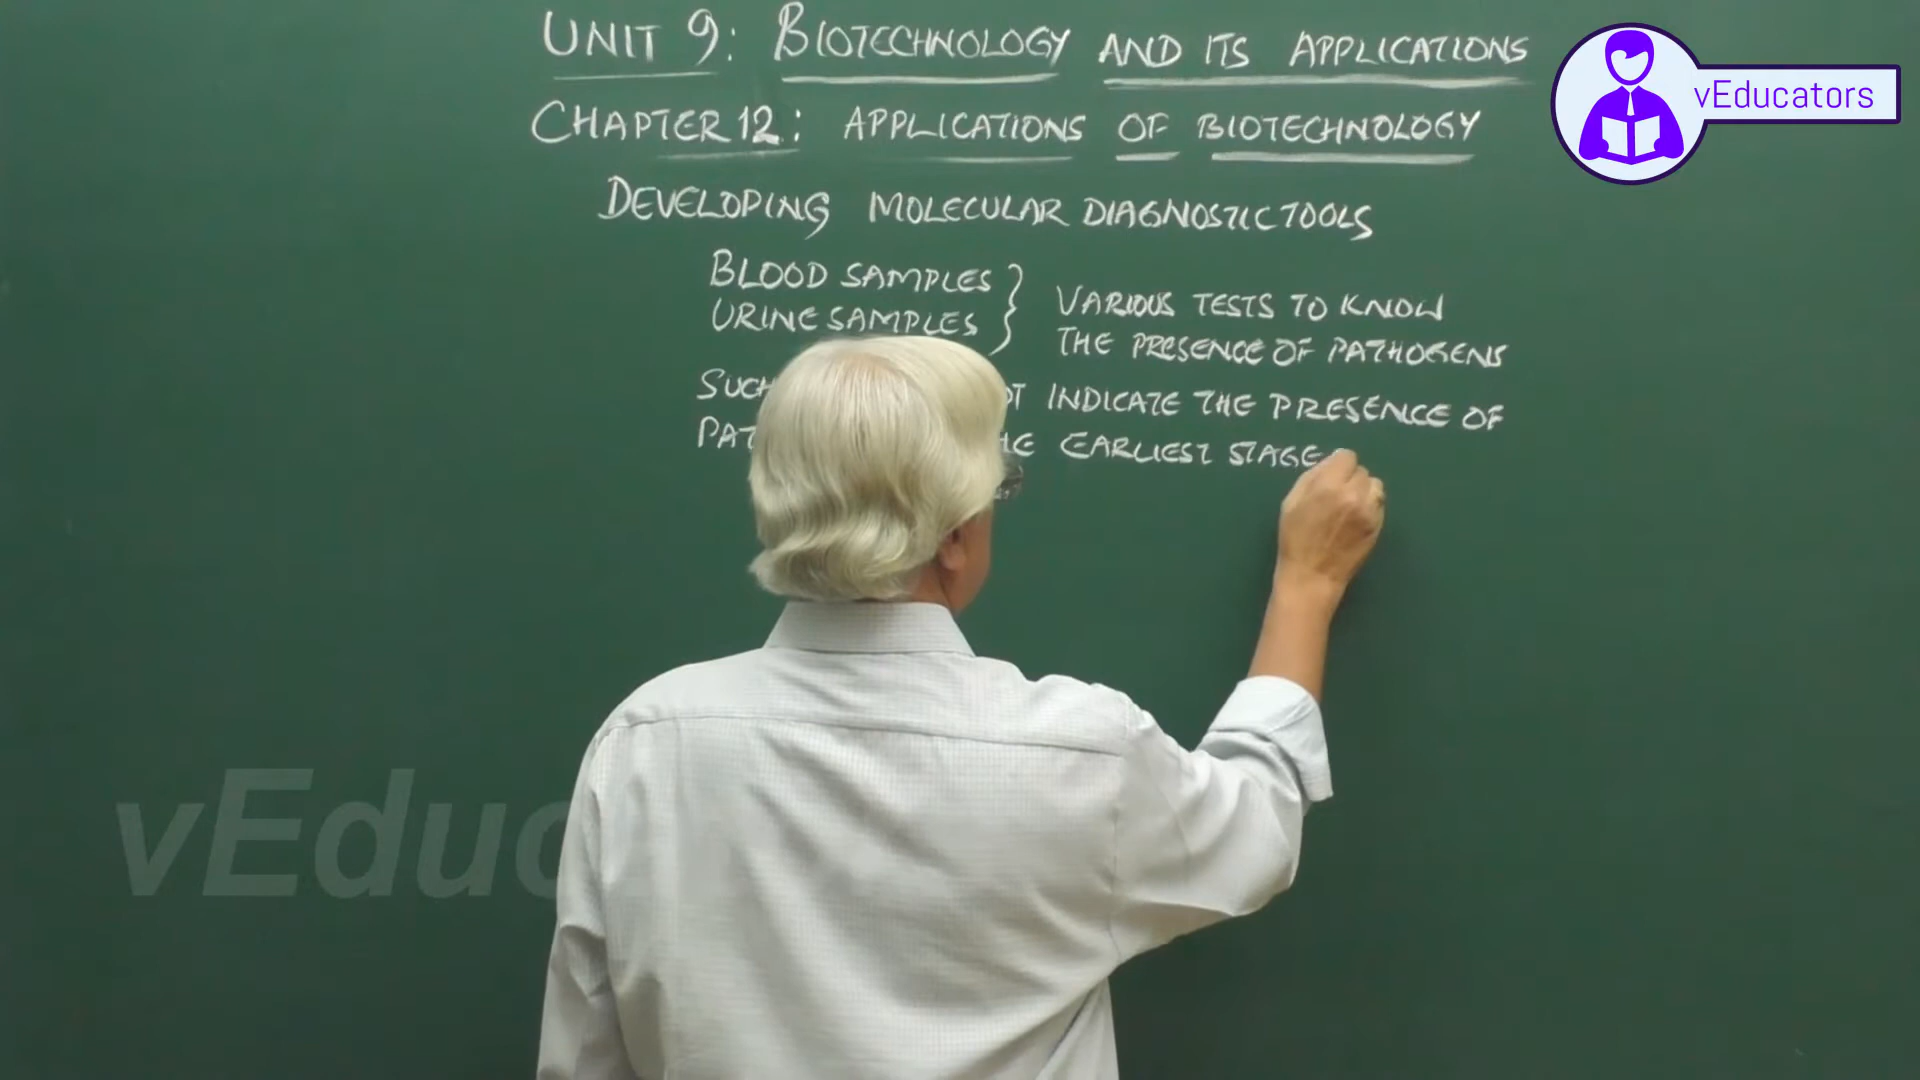 UNIT 9: BIOTECHNOLOGY AND ITS APPLICATIONS
vEducators
CHAPTER 12: APPLICATIONS OF BIOTECHNOLOGY
DEVELOPING MOLECULAR DIAGNOSTIC TOOLS
BLOOD SAMPLES
URINE SAMPLES
VARIOUS TESTS TO KNOW
THE PRESENCE OF PATHOGENS
SUCH INDICATE THE PRESENCE OF
EARLIEST STAGE
vEduc